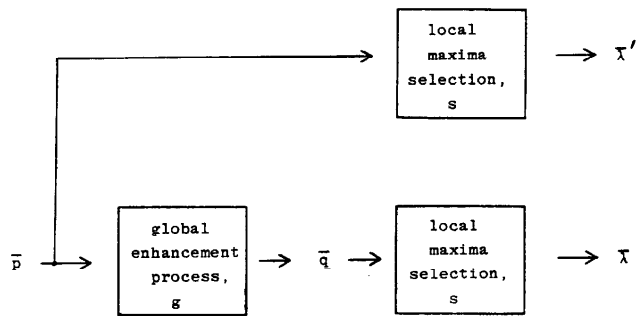 local
maxima
selection,
s
λ̄′
p̄
global
enhancement
process,
g
q̄
local
maxima
selection,
s
λ̄